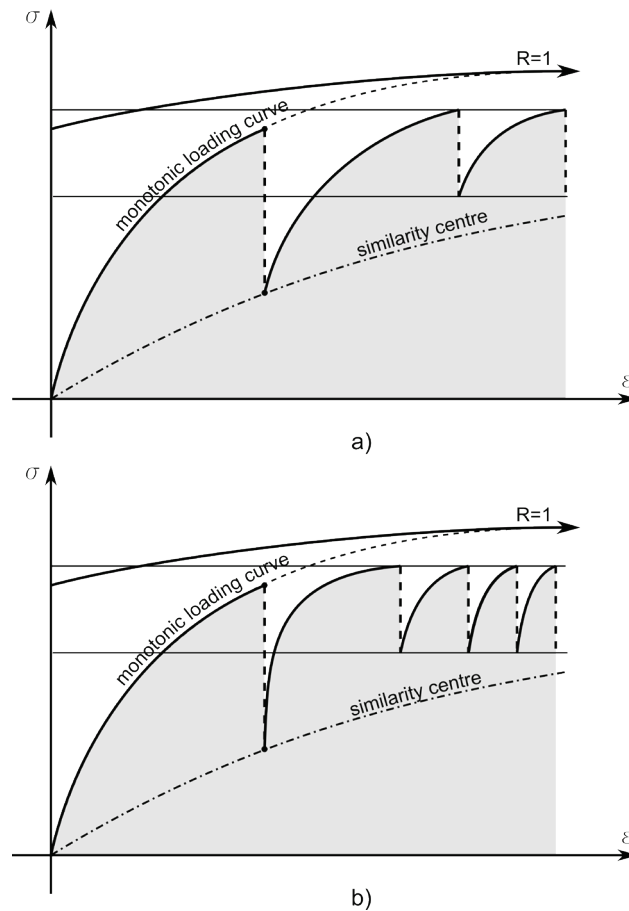 σ
R=1
monotonic loading curve
similarity centre
ε
a)
σ
R=1
monotonic loading curve
similarity centre
ε
b)